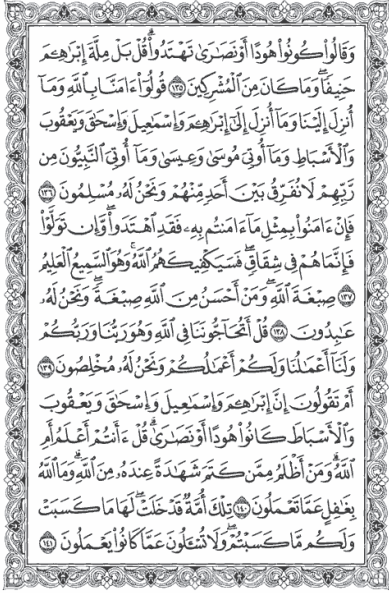 وَقَالُوا۟ كُونُوا۟ هُودًا أَوْ نَصَٰرَىٰ تَهْتَدُوا۟ۗ قُلْ بَلْ مِلَّةَ إِبْرَٰهِـۧمَ
حَنِيفًاۖ وَمَا كَانَ مِنَ ٱلْمُشْرِكِينَ ﴿١٣٥﴾ قُولُوٓا۟ ءَامَنَّا بِٱللَّهِ وَمَآ
أُنزِلَ إِلَيْنَا وَمَآ أُنزِلَ إِلَىٰٓ إِبْرَٰهِـۧمَ وَإِسْمَٰعِيلَ وَإِسْحَٰقَ وَيَعْقُوبَ
وَٱلْأَسْبَاطِ وَمَآ أُوتِىَ مُوسَىٰ وَعِيسَىٰ وَمَآ أُوتِىَ ٱلنَّبِيُّونَ مِن
رَّبِّهِمْ لَا نُفَرِّقُ بَيْنَ أَحَدٍ مِّنْهُمْ وَنَحْنُ لَهُۥ مُسْلِمُونَ ﴿١٣٦﴾
فَإِنْ ءَامَنُوا۟ بِمِثْلِ مَآ ءَامَنتُم بِهِۦ فَقَدِ ٱهْتَدَوا۟ۖ وَّإِن تَوَلَّوْا۟
فَإِنَّمَا هُمْ فِى شِقَاقٍۖ فَسَيَكْفِيكَهُمُ ٱللَّهُۚ وَهُوَ ٱلسَّمِيعُ ٱلْعَلِيمُ
﴿١٣٧﴾ صِبْغَةَ ٱللَّهِۖ وَمَنْ أَحْسَنُ مِنَ ٱللَّهِ صِبْغَةًۖ وَنَحْنُ لَهُۥ
عَٰبِدُونَ ﴿١٣٨﴾ قُلْ أَتُحَآجُّونَنَا فِى ٱللَّهِ وَهُوَ رَبُّنَا وَرَبُّكُمْ
وَلَنَآ أَعْمَٰلُنَا وَلَكُمْ أَعْمَٰلُكُمْ وَنَحْنُ لَهُۥ مُخْلِصُونَ ﴿١٣٩﴾
أَمْ تَقُولُونَ إِنَّ إِبْرَٰهِـۧمَ وَإِسْمَٰعِيلَ وَإِسْحَٰقَ وَيَعْقُوبَ
وَٱلْأَسْبَاطَ كَانُوا۟ هُودًا أَوْ نَصَٰرَىٰۗ قُلْ ءَأَنتُمْ أَعْلَمُ أَمِ
ٱللَّهُۗ وَمَنْ أَظْلَمُ مِمَّن كَتَمَ شَهَٰدَةً عِندَهُۥ مِنَ ٱللَّهِۗ وَمَا ٱللَّهُ
بِغَٰفِلٍ عَمَّا تَعْمَلُونَ ﴿١٤٠﴾ تِلْكَ أُمَّةٌ قَدْ خَلَتْۖ لَهَا مَا كَسَبَتْ
وَلَكُم مَّا كَسَبْتُمْۖ وَلَا تُسْـَٔلُونَ عَمَّا كَانُوا۟ يَعْمَلُونَ ﴿١٤١﴾